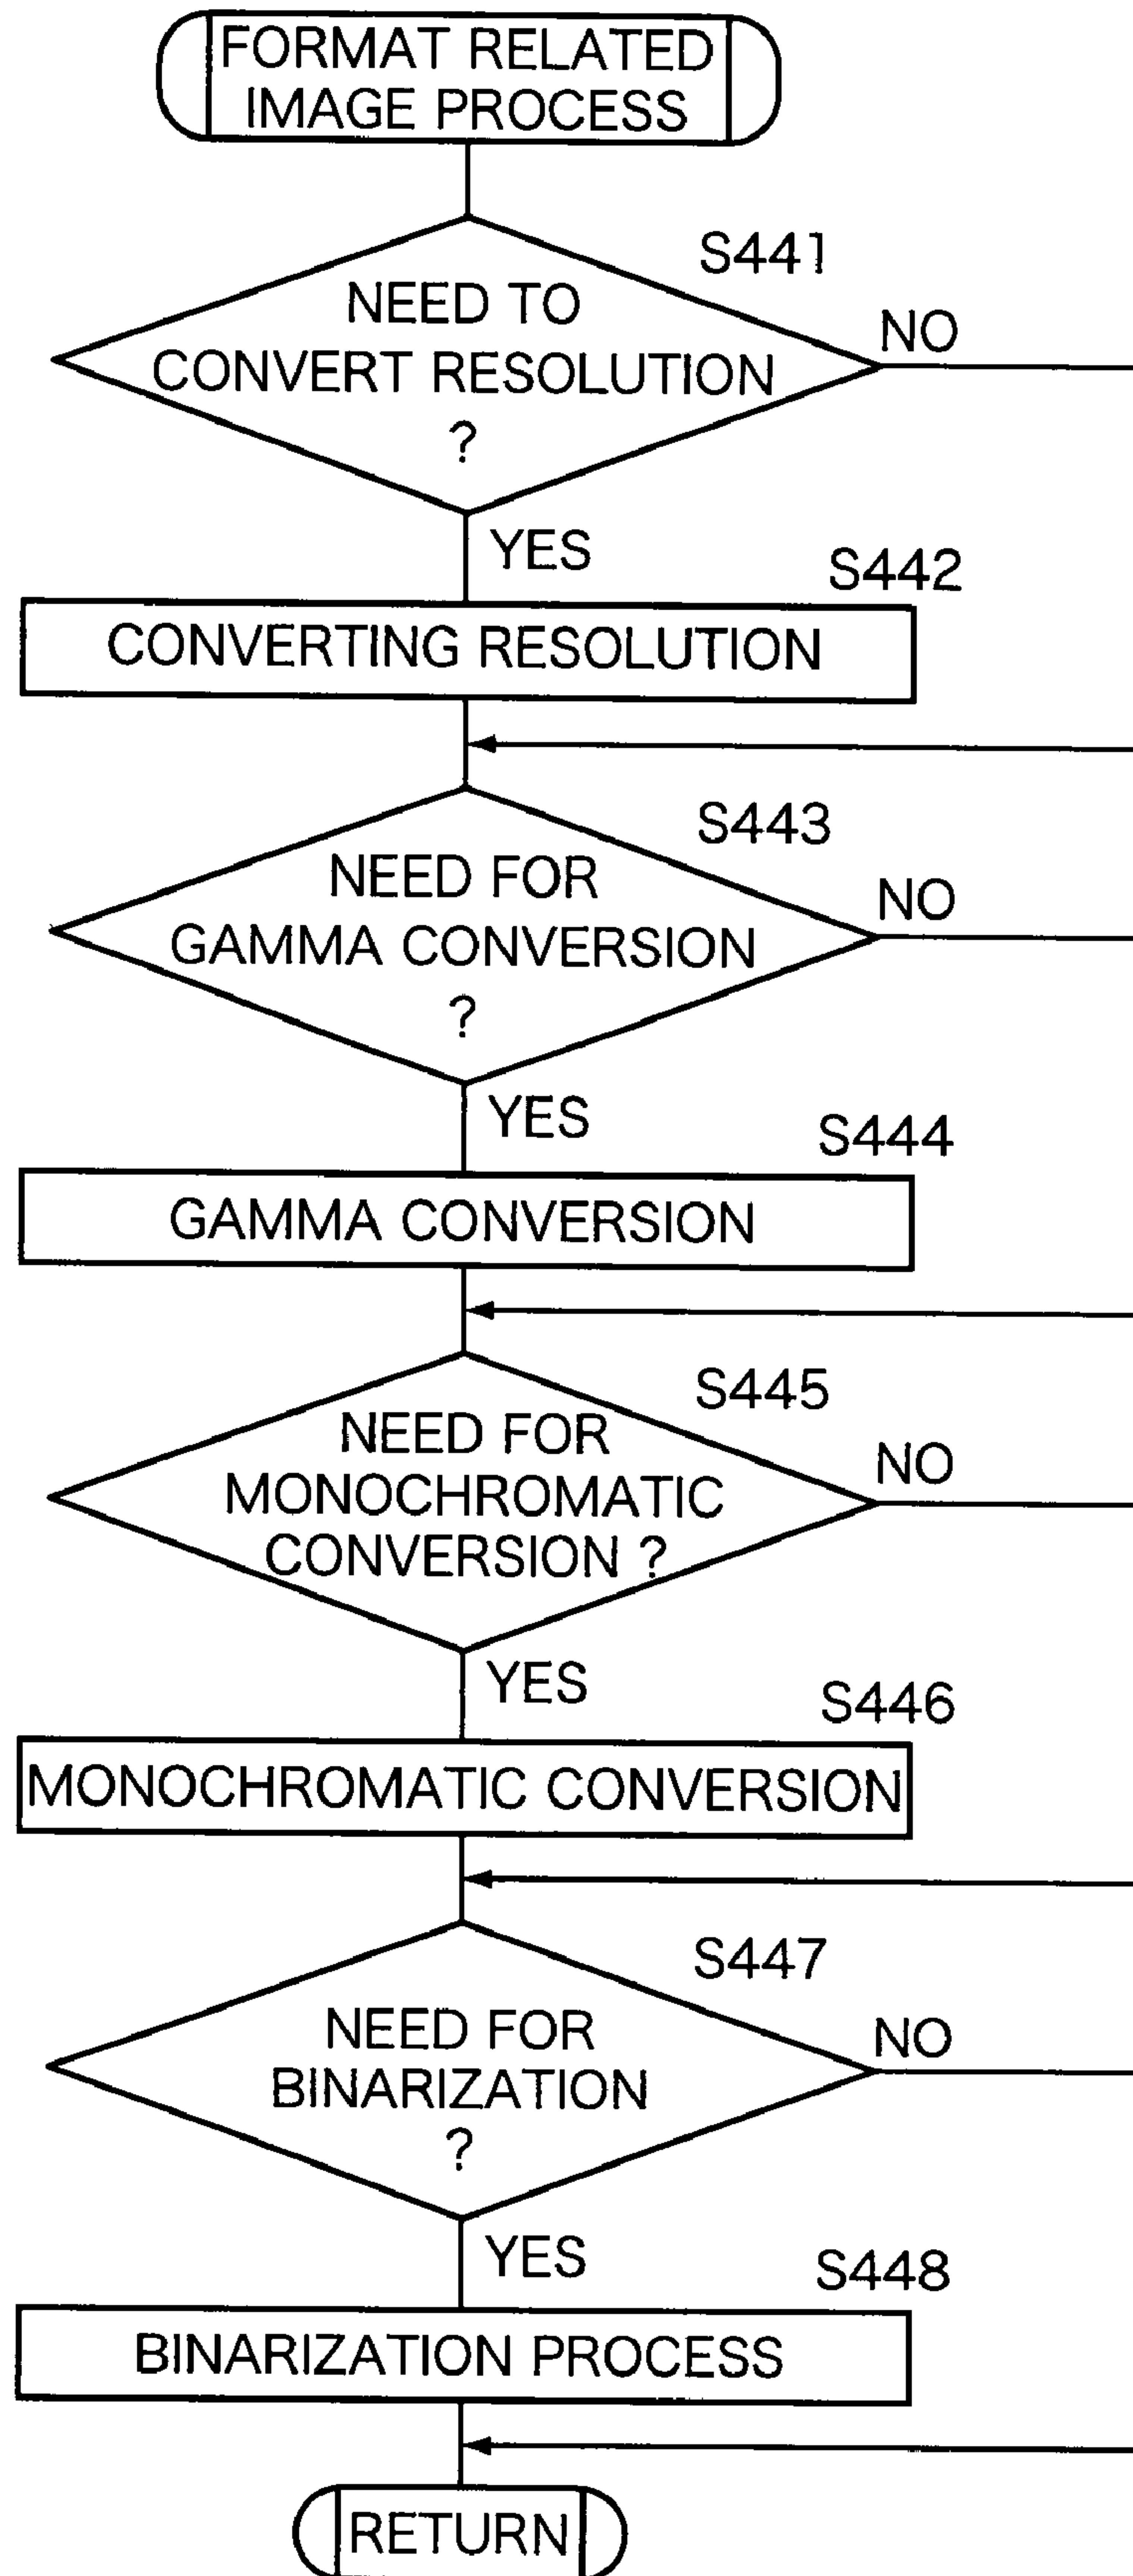 FORMAT RELATED
IMAGE PROCESS
S441
NEED TO
CONVERT RESOLUTION
?
NO
YES
S442
CONVERTING RESOLUTION
S443
NEED FOR
GAMMA CONVERSION
?
NO
YES
S444
GAMMA CONVERSION
S445
NEED FOR
MONOCHROMATIC
CONVERSION ?
NO
YES
S446
MONOCHROMATIC CONVERSION
S447
NEED FOR
BINARIZATION
?
NO
YES
S448
BINARIZATION PROCESS
RETURN